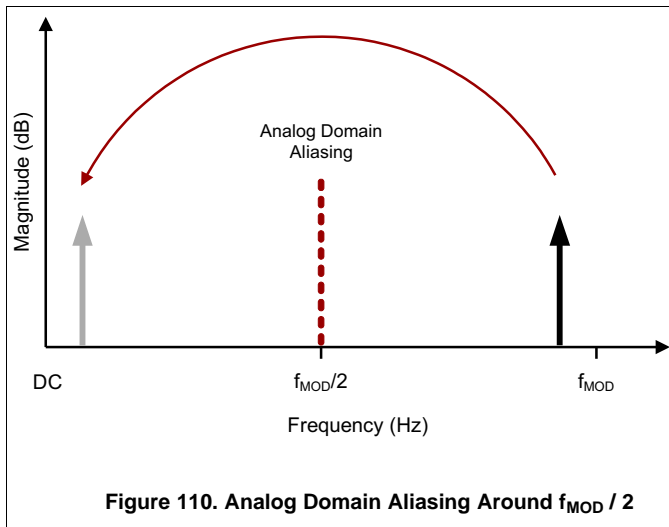 Magnitude (dB)
Analog Domain
Aliasing
DC
fMOD/2
fMOD
Frequency (Hz)
Figure 110. Analog Domain Aliasing Around fMOD / 2